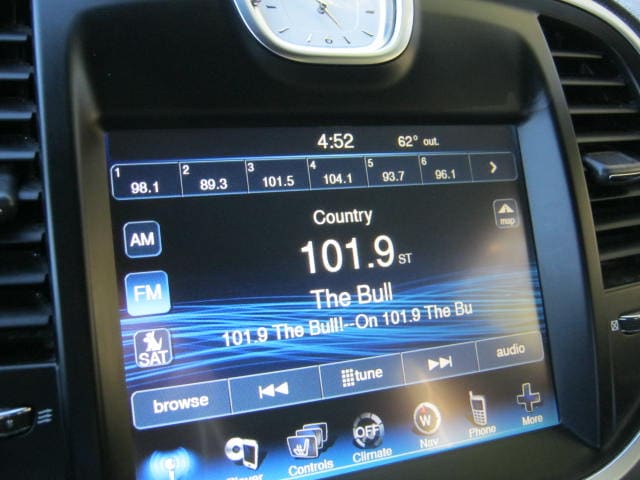 4:52 62° out.
1 98.1 2 89.3 3 101.5 4 104.1 5 93.7 6 96.1 >
Country
map
AM
101.9 ST
FM
The Bull
101.9 The Bull!--On 101.9 The Bu
SAT
browse tune audio
OFF W
Player Controls Climate Nav Phone More